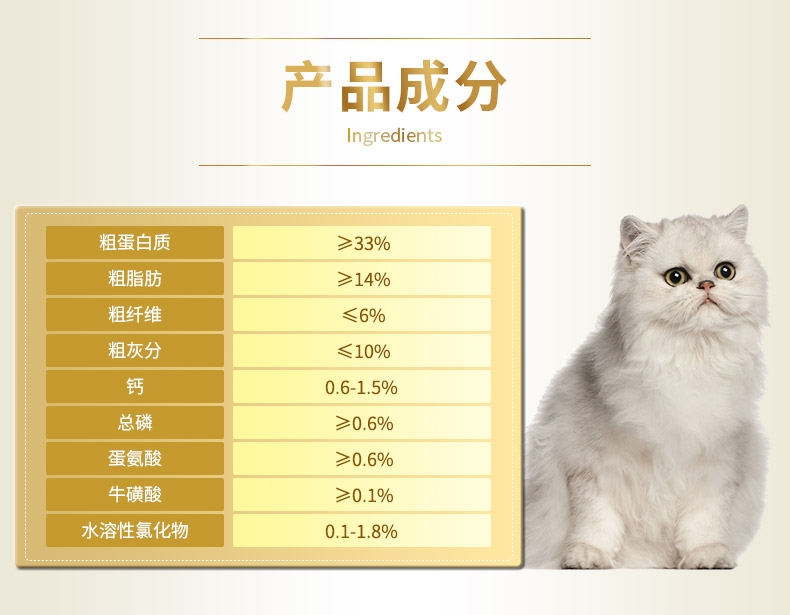 产品成分
Ingredients
粗蛋白质 ≥33%
粗脂肪 ≥14%
粗纤维 ≤6%
粗灰分 ≤10%
钙 0.6-1.5%
总磷 ≥0.6%
蛋氨酸 ≥0.6%
牛磺酸 ≥0.1%
水溶性氯化物 0.1-1.8%